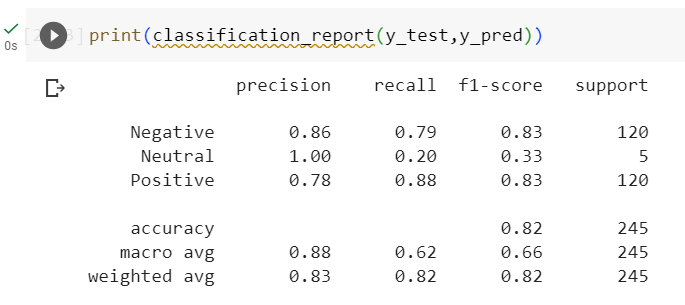 print(classification_report(y_test,y_pred))
0s
precision recall f1-score support
Negative 0.86 0.79 0.83 120
Neutral 1.00 0.20 0.33 5
Positive 0.78 0.88 0.83 120
accuracy 0.82 245
macro avg 0.88 0.62 0.66 245
weighted avg 0.83 0.82 0.82 245